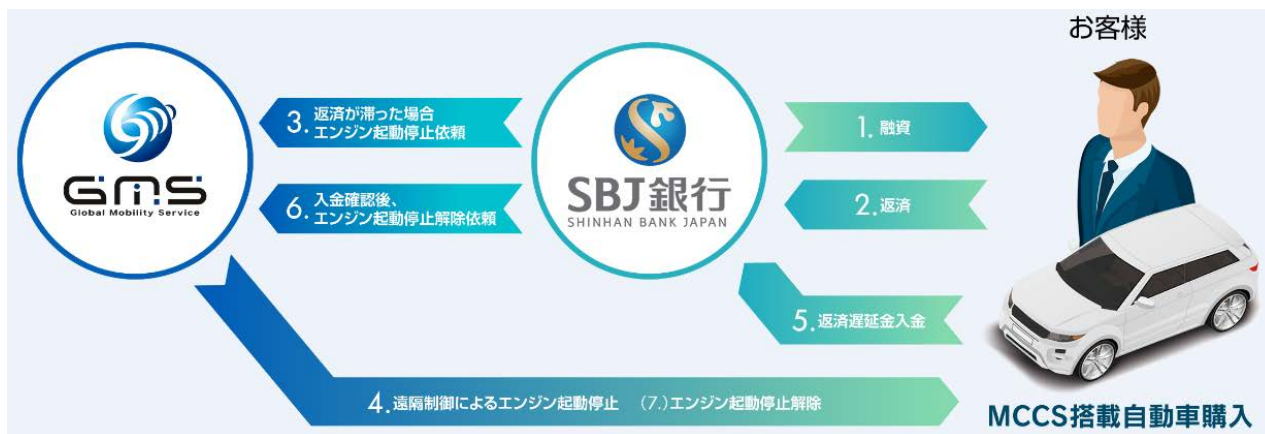 お客様
3. 返済が滞った場合
エンジン起動停止依頼
1. 融資
GMS
Global Mobility Service
SBJ銀行
SHINHAN BANK JAPAN
6. 入金確認後、
エンジン起動停止解除依頼
2. 返済
5. 返済遅延金入金
4. 遠隔制御によるエンジン起動停止 (7.)エンジン起動停止解除
MCCS搭載自動車購入